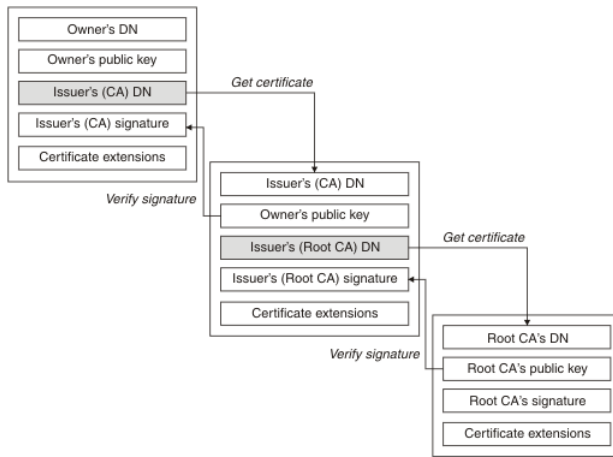 Owner's DN
Owner's public key
Issuer's (CA) DN
Issuer's (CA) signature
Certificate extensions
Get certificate
Verify signature
Issuer's (CA) DN
Owner's public key
Issuer's (Root CA) DN
Issuer's (Root CA) signature
Certificate extensions
Get certificate
Verify signature
Root CA's DN
Root CA's public key
Root CA's signature
Certificate extensions